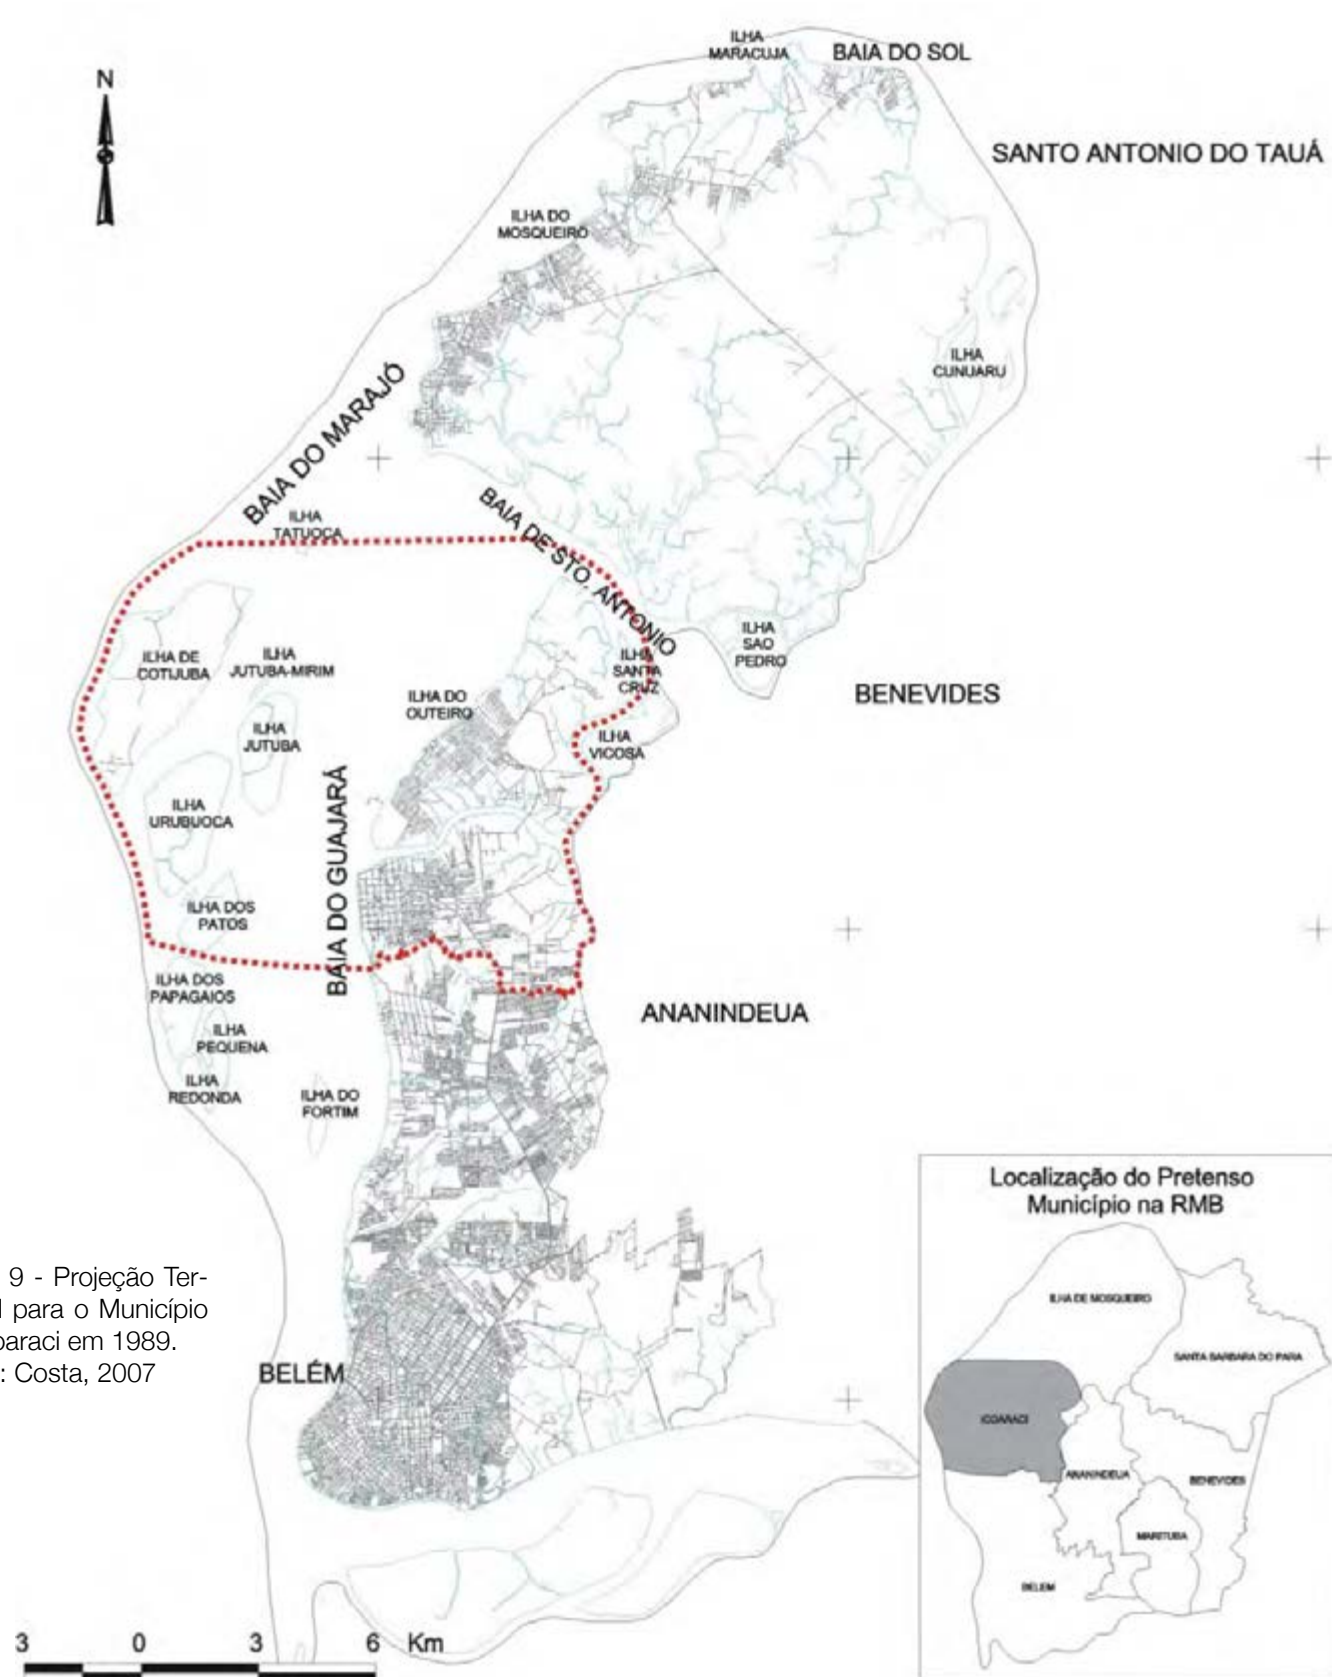 ILHA
MARACUJA
BAIA DO SOL
N
SANTO ANTONIO DO TAUÁ
ILHA DO
MOSQUEIRO
ILHA
CUNUARU
BAIA DO MARAJÓ
ILHA
TATUOCA
BAIA DE STO. ANTONIO
ILHA DE
COTIJUBA
ILHA
JUTUBA-MIRIM
ILHA
SANTA
CRUZ
ILHA
SAO
PEDRO
BENEVIDES
ILHA DO
OUTEIRO
ILHA
JUTUBA
ILHA
VICOSA
ILHA
URUBUOCA
BAIA DO GUAJARÁ
ILHA DOS
PATOS
ILHA DOS
PAPAGAIOS
ANANINDEUA
ILHA
PEQUENA
ILHA
REDONDA
ILHA DO
FORTIM
9 - Projeção Ter-
l para o Município
oaraci em 1989.
: Costa, 2007
BELÉM
3 0 3 6 Km
Localização do Pretenso
Município na RMB
ILHA DE MOSQUEIRO
SANTA BARBARA DO PARA
ICOARACI
ANANINDEUA
BENEVIDES
MARITUBA
BELEM